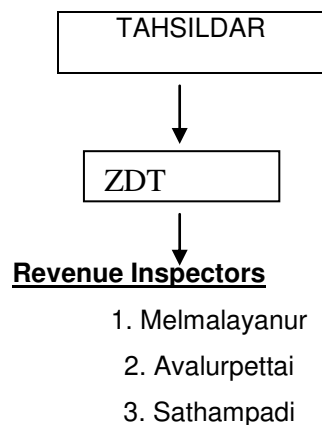 TAHSILDAR
ZDT
Revenue Inspectors
1. Melmalayanur
2. Avalurpettai
3. Sathampadi